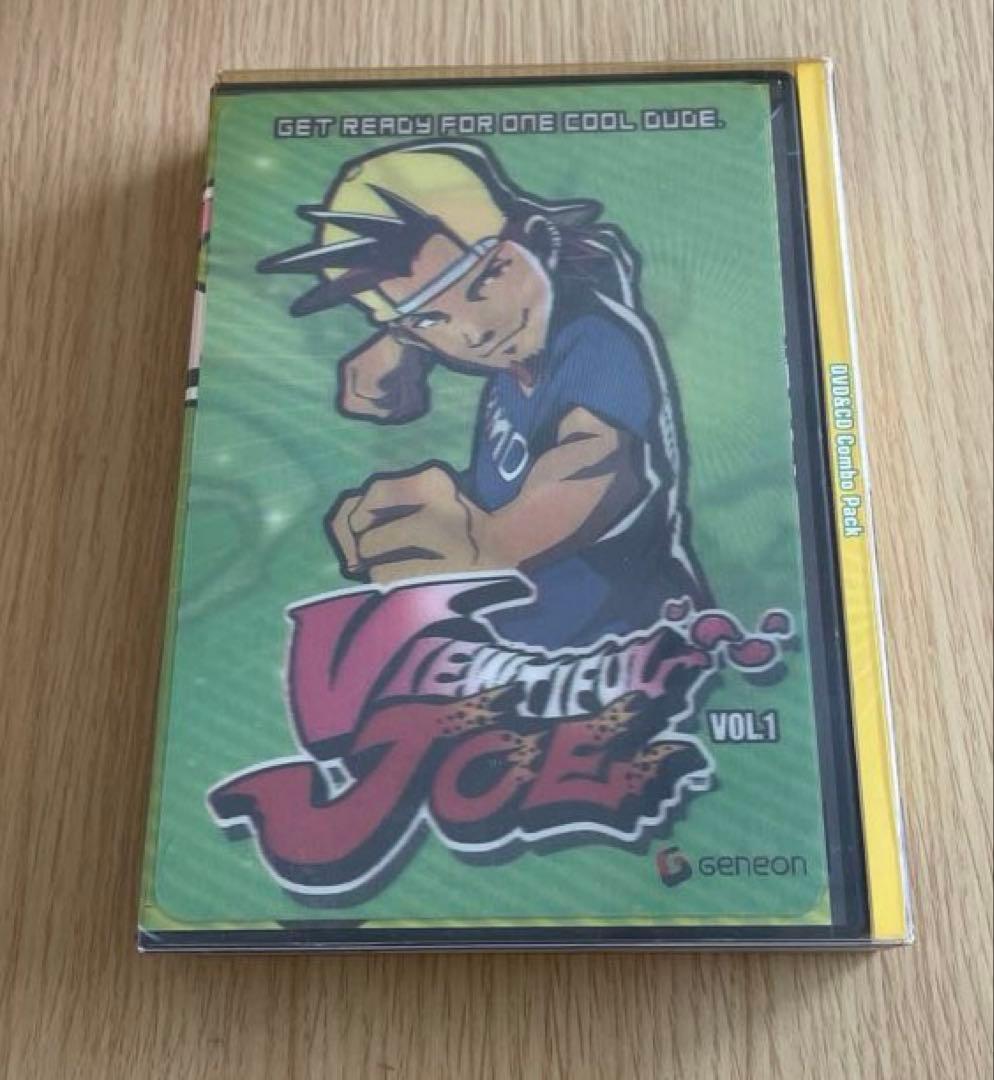 GET READY FOR ONE COOL DUDE.
VIEWTIFUL
JOE
VOL.1
GENEON
DVD&CD Combo Pack